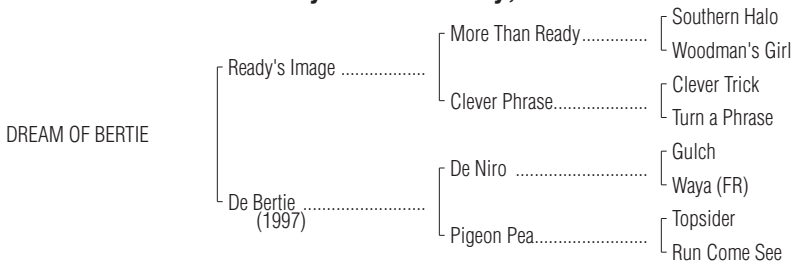 Southern Halo
More Than Ready..............
Woodman's Girl
Ready's Image ..................
Clever Trick
Clever Phrase....................
Turn a Phrase
DREAM OF BERTIE
Gulch
De Niro ............................
Waya (FR)
De Bertie ..........................
(1997)
Topsider
Pigeon Pea........................
Run Come See